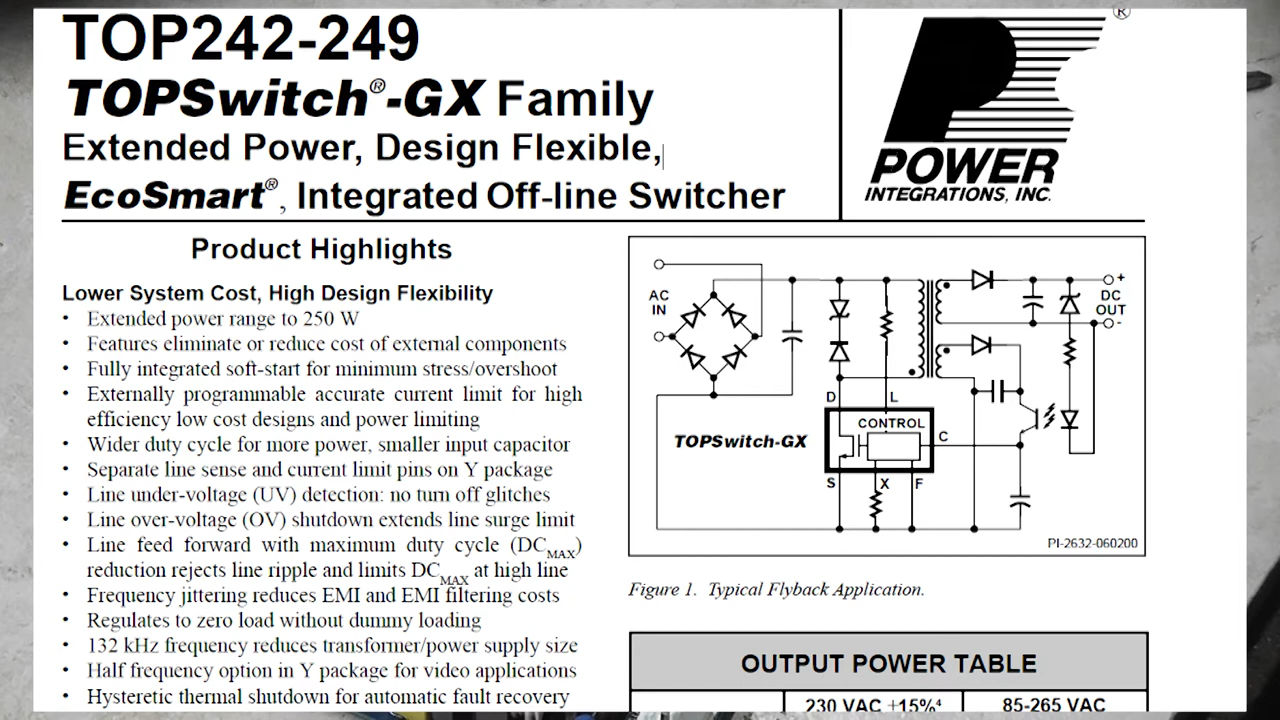 TOP242-249
TOPSwitch®-GX Family
Extended Power, Design Flexible,
EcoSmart®, Integrated Off-line Switcher
®
POWER
INTEGRATIONS, INC.
Product Highlights
Lower System Cost, High Design Flexibility
• Extended power range to 250 W
• Features eliminate or reduce cost of external components
• Fully integrated soft-start for minimum stress/overshoot
• Externally programmable accurate current limit for high
efficiency low cost designs and power limiting
• Wider duty cycle for more power, smaller input capacitor
• Separate line sense and current limit pins on Y package
• Line under-voltage (UV) detection: no turn off glitches
• Line over-voltage (OV) shutdown extends line surge limit
• Line feed forward with maximum duty cycle (DCMAX)
reduction rejects line ripple and limits DCMAX at high line
• Frequency jittering reduces EMI and EMI filtering costs
• Regulates to zero load without dummy loading
• 132 kHz frequency reduces transformer/power supply size
• Half frequency option in Y package for video applications
• Hysteretic thermal shutdown for automatic fault recovery
AC
IN
+
DC
OUT
-
D
L
CONTROL
TOPSwitch-GX
C
S
X
F
PI-2632-060200
Figure 1. Typical Flyback Application.
OUTPUT POWER TABLE
230 VAC ±15%⁴
85-265 VAC